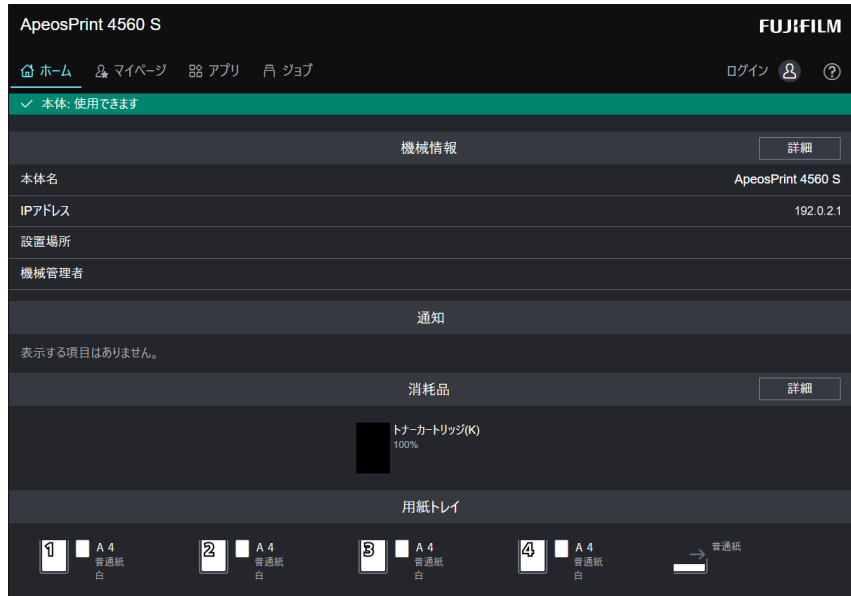 ApeosPrint 4560 S
FUJIFILM
ホーム マイページ アプリ ジョブ ログイン
本体: 使用できます
機械情報 詳細
本体名 ApeosPrint 4560 S
IPアドレス 192.0.2.1
設置場所
機械管理者
通知
表示する項目はありません。
消耗品 詳細
トナーカートリッジ(K)
100%
用紙トレイ
1 A 4 2 A 4 3 A 4 4 A 4 普通紙
普通紙 普通紙 普通紙 普通紙
白 白 白 白